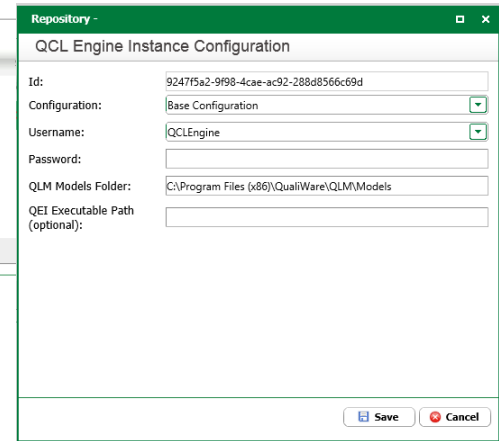 Repository -
QCL Engine Instance Configuration
Id: 9247f5a2-9f98-4cae-ac92-288d8566c69d
Configuration: Base Configuration
Username: QCLEngine
Password:
QLM Models Folder: C:\Program Files (x86)\QualiWare\QLM\Models
QEI Executable Path
(optional):
Save Cancel